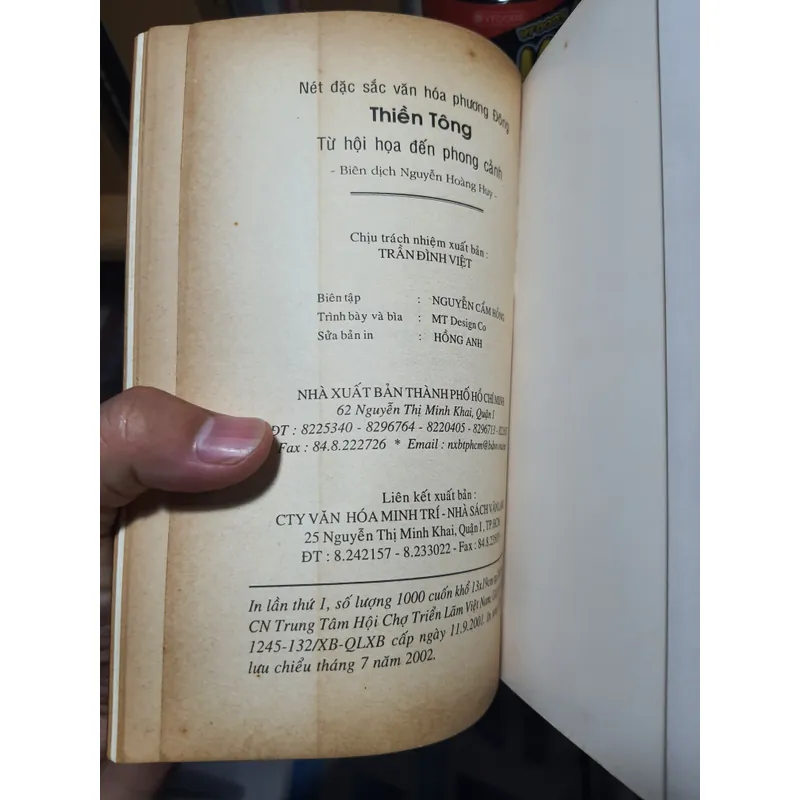 Nét đặc sắc văn hóa phương Đông
Thiền Tông
Từ hội họa đến phong cảnh
- Biên dịch Nguyễn Hoàng Huy -
Chịu trách nhiệm xuất bản :
TRẦN ĐÌNH VIỆT
Biên tập : NGUYỄN CẨM HỒNG
Trình bày và bìa : MT Design Co
Sửa bản in : HỒNG ANH
NHÀ XUẤT BẢN THÀNH PHỐ HỒ CHÍ MINH
62 Nguyễn Thị Minh Khai, Quận 1
ĐT : 8225340 - 8296764 - 8220405 - 8296713 -
Fax : 84.8.222726 * Email :
Liên kết xuất bản :
CTY VĂN HÓA MINH TRÍ - NHÀ SÁCH VĂN
25 Nguyễn Thị Minh Khai, Quận 1, TP.HCM
ĐT : 8.242157 - 8.233022 - Fax :
In lần thứ 1, số lượng 1000 cuốn khổ 13x19cm
CN Trung Tâm Hội Chợ Triển Lãm Việt Nam,
1245-132/XB-QLXB cấp ngày 11.9.2001. In
lưu chiểu tháng 7 năm 2002.